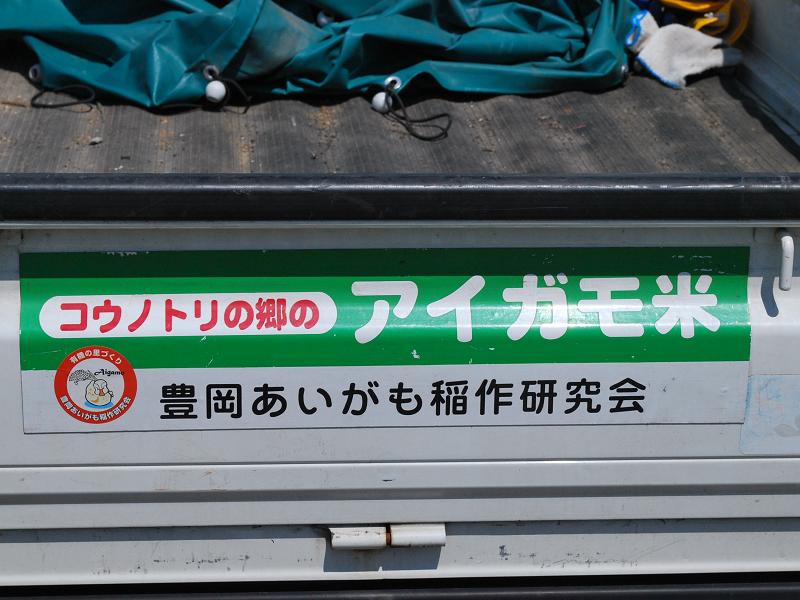 コウノトリの郷の
アイガモ米
有機の里づくり
Aigamo
豊岡あいがも稲作研究会
豊岡あいがも稲作研究会